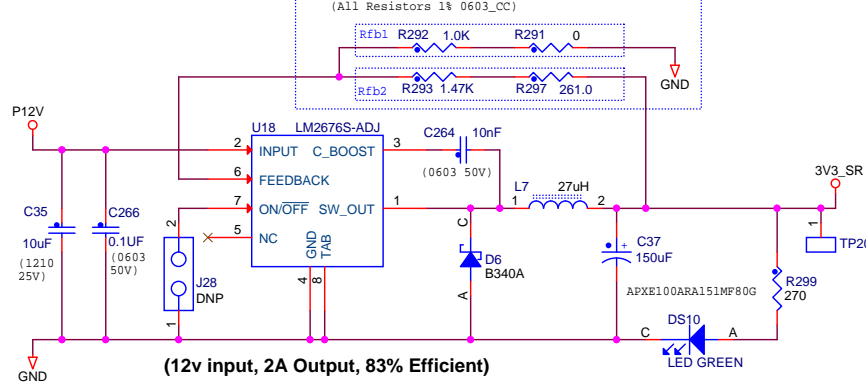 (All Resistors 1% 0603_CC)
Rfb1 R292 1.0K R291 0
Rfb2 R293 1.47K R297 261.0
GND
P12V
U18 LM2676S-ADJ
2 INPUT C_BOOST 3
6 FEEDBACK
7 ON/OFF SW_OUT 1
5 NC
GND TAB
4 8
C264 10nF
(0603 50V)
L7 27uH
1 2
3V3_SR
1
TP20
C35
10uF
(1210
25V)
C266
0.1UF
(0603
50V)
2
J28
DNP
1
C
D6
B340A
A
+
C37
150uF
APXE100ARA151MF80G
R299
270
DS10
C A
LED GREEN
GND
(12v input, 2A Output, 83% Efficient)